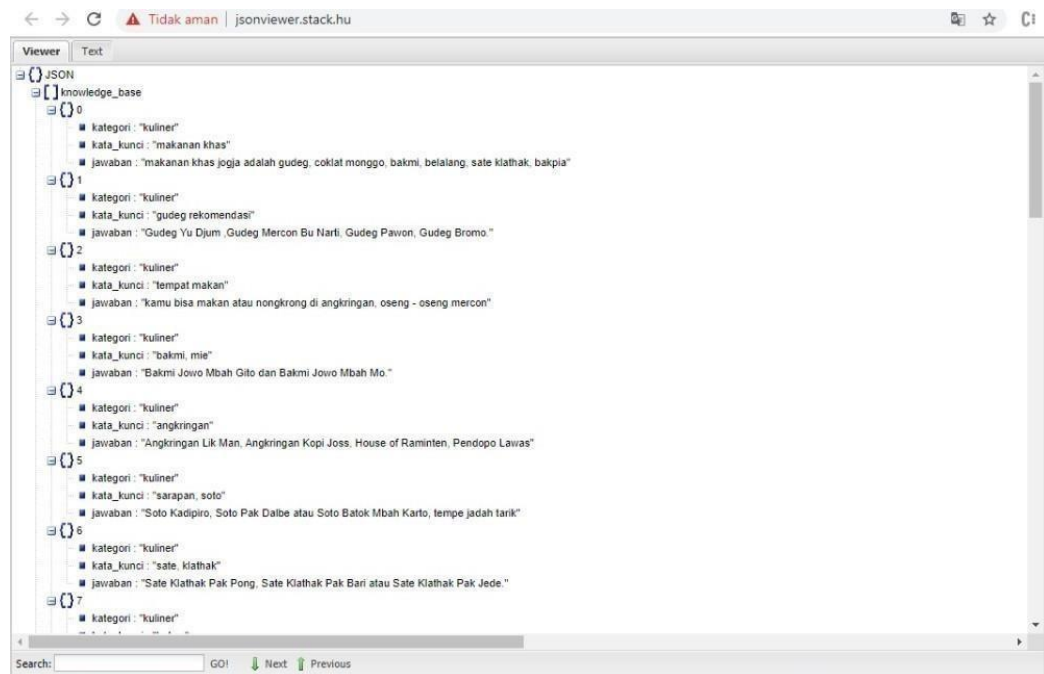 Tidak aman | jsonviewer.stack.hu
Viewer Text
JSON
knowledge_base
0
kategori : "kuliner"
kata_kunci : "makanan khas"
jawaban : "makanan khas jogja adalah gudeg, coklat monggo, bakmi, belalang, sate klathak, bakpia"
1
kategori : "kuliner"
kata_kunci : "gudeg rekomendasi"
jawaban : "Gudeg Yu Djum ,Gudeg Mercon Bu Narti, Gudeg Pawon, Gudeg Bromo."
2
kategori : "kuliner"
kata_kunci : "tempat makan"
jawaban : "kamu bisa makan atau nongkrong di angkringan, oseng - oseng mercon"
3
kategori : "kuliner"
kata_kunci : "bakmi, mie"
jawaban : "Bakmi Jowo Mbah Gito dan Bakmi Jowo Mbah Mo."
4
kategori : "kuliner"
kata_kunci : "angkringan"
jawaban : "Angkringan Lik Man, Angkringan Kopi Joss, House of Raminten, Pendopo Lawas"
5
kategori : "kuliner"
kata_kunci : "sarapan, soto"
jawaban : "Soto Kadipiro, Soto Pak Dalbe atau Soto Batok Mbah Karto, tempe jadah tarik"
6
kategori : "kuliner"
kata_kunci : "sate, klathak"
jawaban : "Sate Klathak Pak Pong, Sate Klathak Pak Bari atau Sate Klathak Pak Jede."
7
kategori : "kuliner"
Search: GO! Next Previous